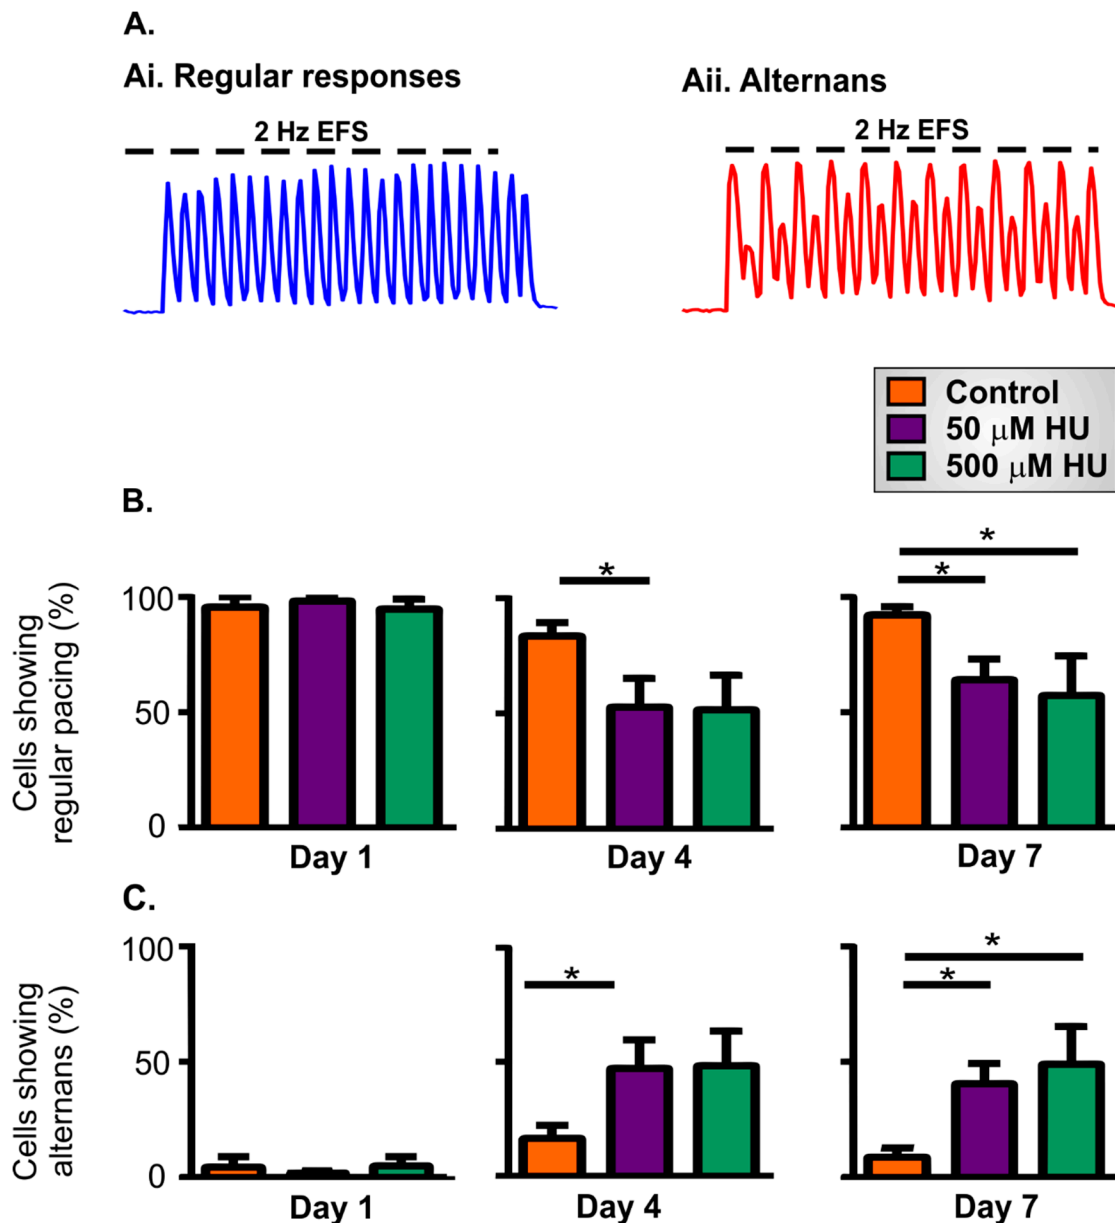 A.
Ai. Regular responses
2 Hz EFS
Aii. Alternans
2 Hz EFS
Control
50 μM HU
500 μM HU
B.
Cells showing
regular pacing (%)
100
50
0
*
*
*
Day 1
Day 4
Day 7
C.
Cells showing
alternans (%)
100
50
0
*
*
*
Day 1
Day 4
Day 7